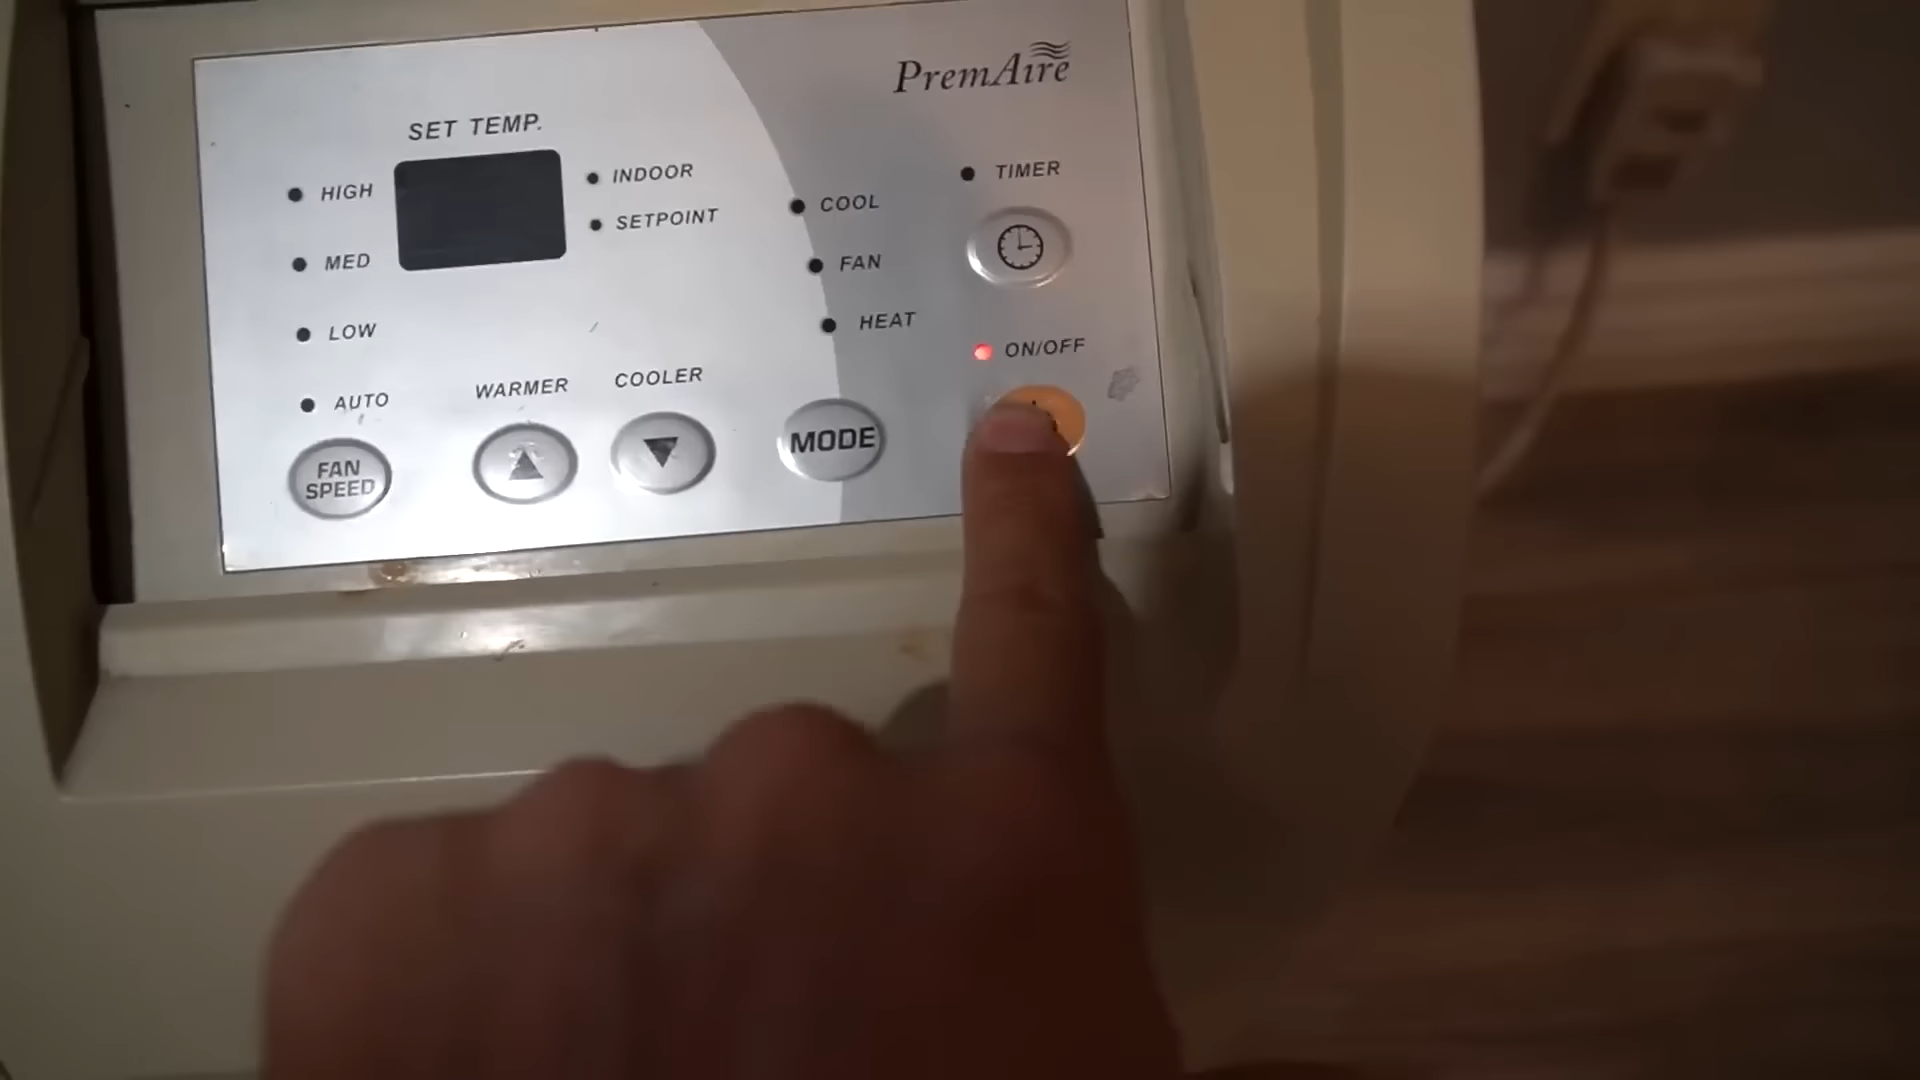 PremAire
SET TEMP.
HIGH
MED
LOW
AUTO
INDOOR
SETPOINT
COOL
FAN
HEAT
TIMER
ON/OFF
WARMER
COOLER
FAN
SPEED
MODE